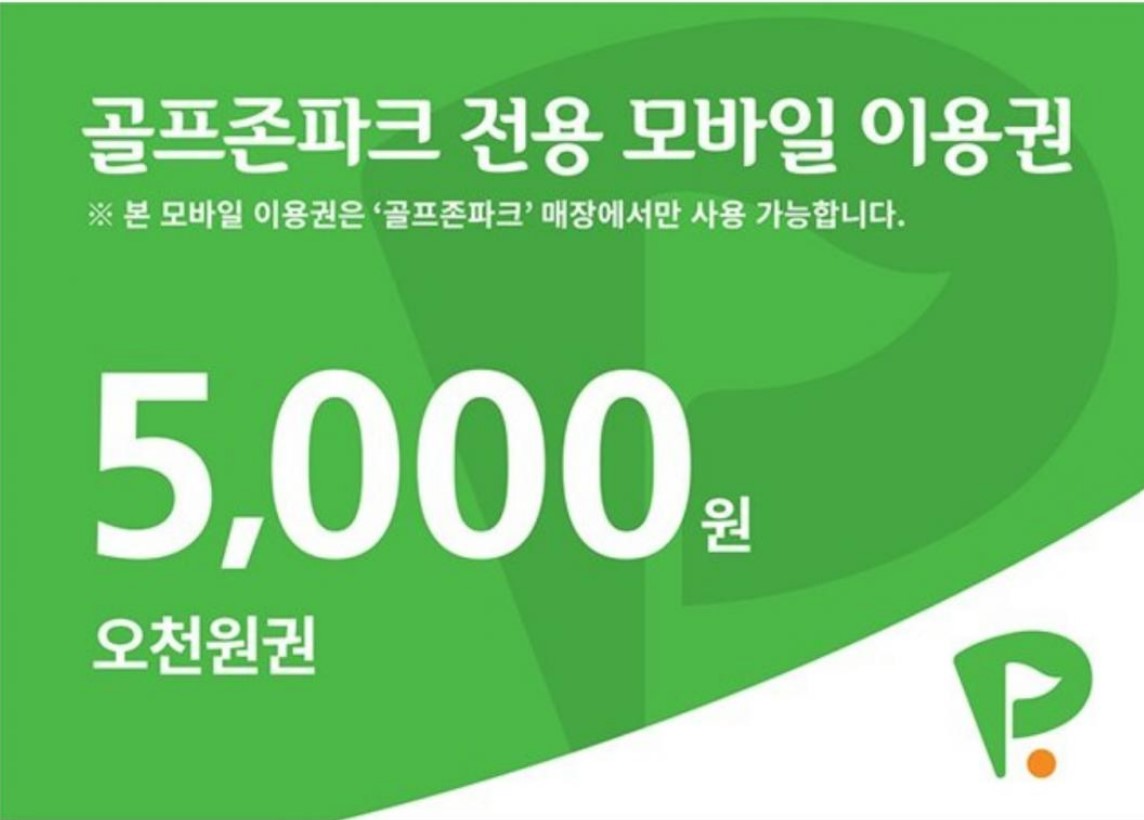 골프존파크 전용 모바일 이용권
※ 본 모바일 이용권은 ‘골프존파크’ 매장에서만 사용 가능합니다.
5,000원
오천원권